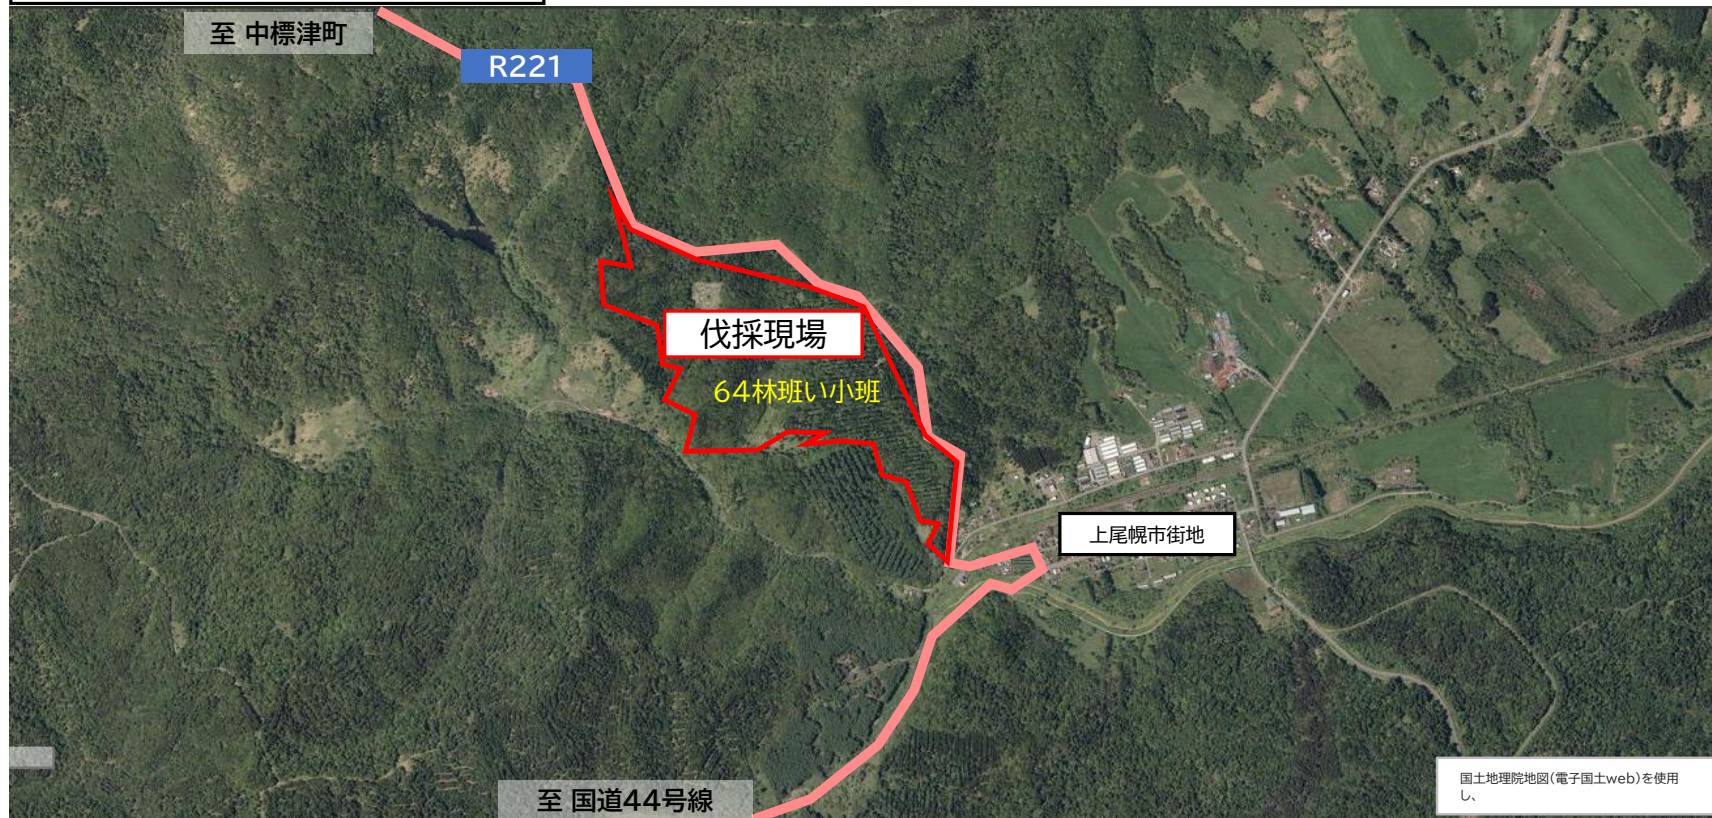 至 中標津町
R221
伐採現場
64林班い小班
上尾幌市街地
国土地理院地図(電子国土web)を使用
し、
至 国道44号線